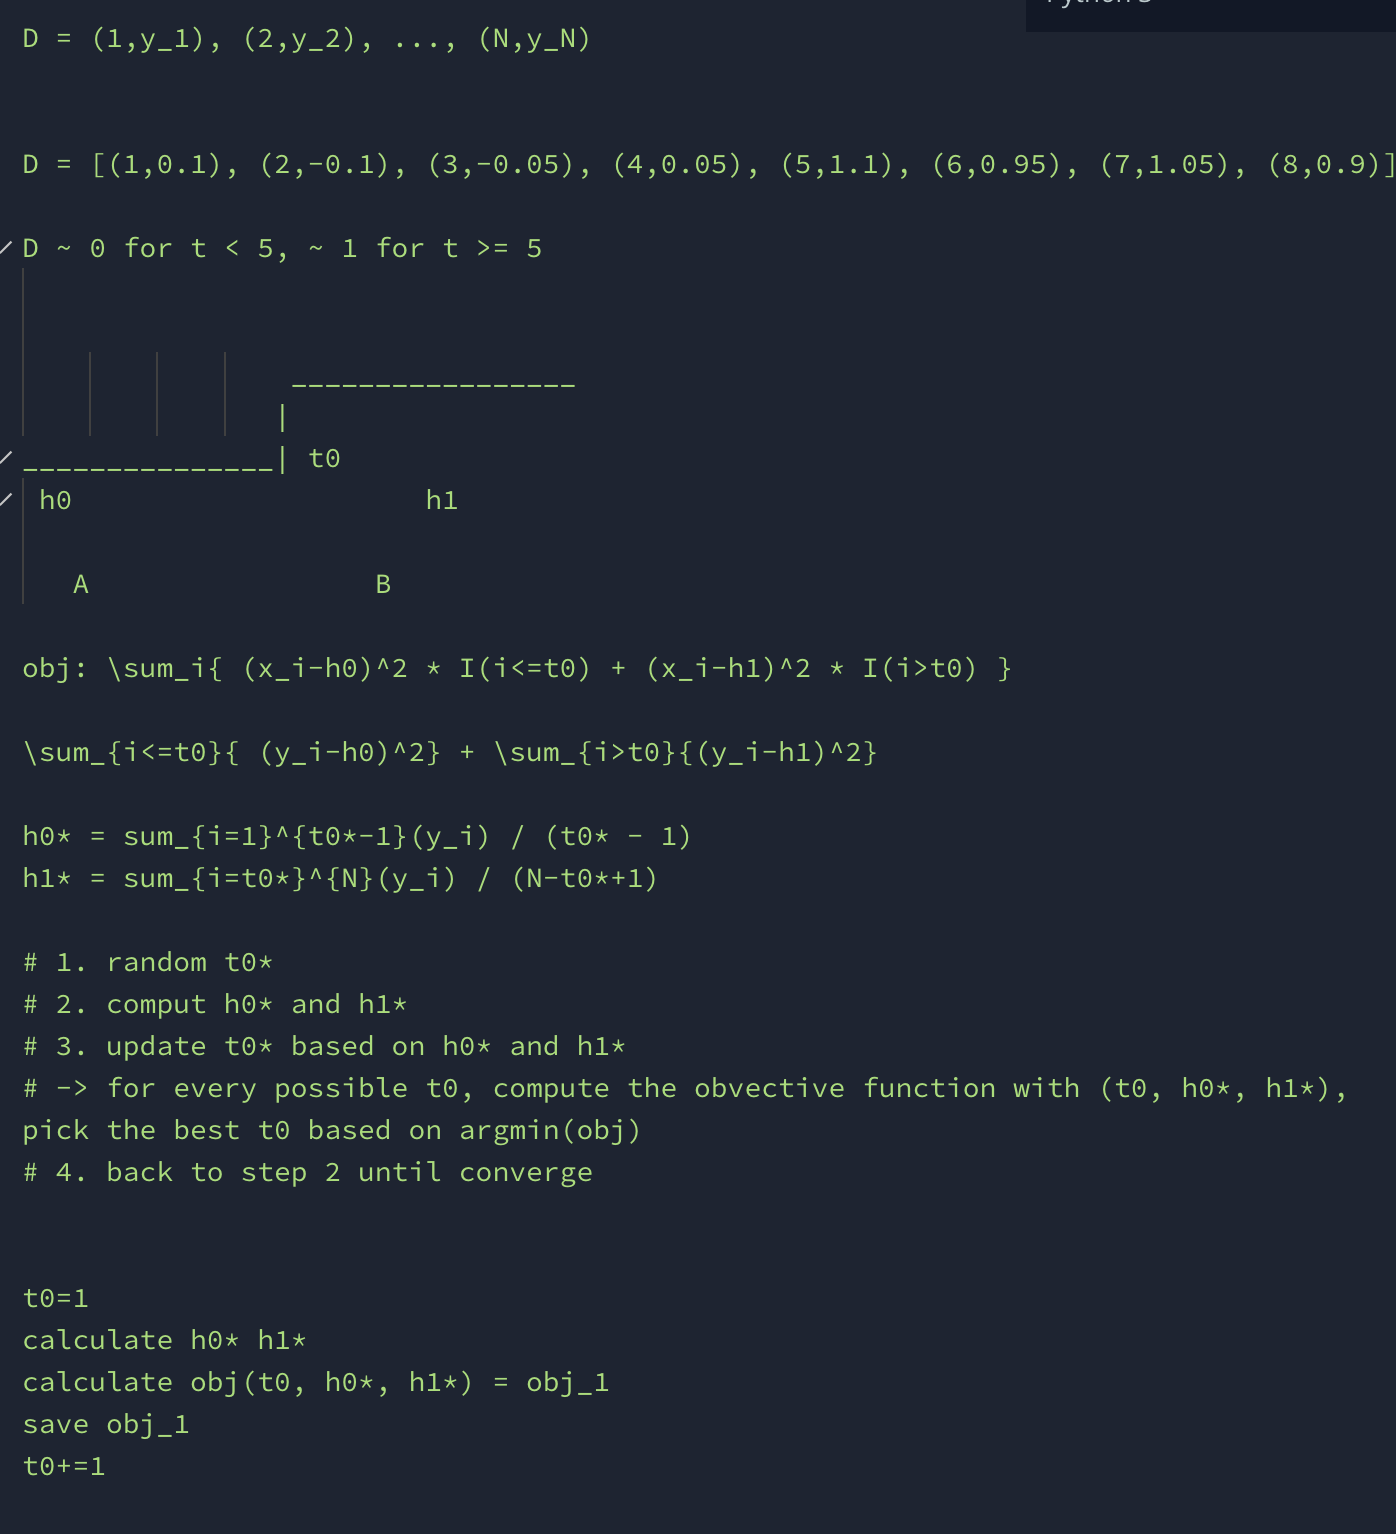 D = (1,y_1), (2,y_2), ..., (N,y_N)
D = [(1,0.1), (2,-0.1), (3,-0.05), (4,0.05), (5,1.1), (6,0.95), (7,1.05), (8,0.9)]
D ~ 0 for t < 5, ~ 1 for t >= 5
_________________
|
_______________| t0
h0 h1
A B
obj: \sum_i{ (x_i-h0)^2 * I(i<=t0) + (x_i-h1)^2 * I(i>t0) }
\sum_{i<=t0}{ (y_i-h0)^2} + \sum_{i>t0}{(y_i-h1)^2}
h0* = sum_{i=1}^{t0*-1}(y_i) / (t0* - 1)
h1* = sum_{i=t0*}^{N}(y_i) / (N-t0*+1)
# 1. random t0*
# 2. comput h0* and h1*
# 3. update t0* based on h0* and h1*
# -> for every possible t0, compute the obvective function with (t0, h0*, h1*),
pick the best t0 based on argmin(obj)
# 4. back to step 2 until converge
t0=1
calculate h0* h1*
calculate obj(t0, h0*, h1*) = obj_1
save obj_1
t0+=1